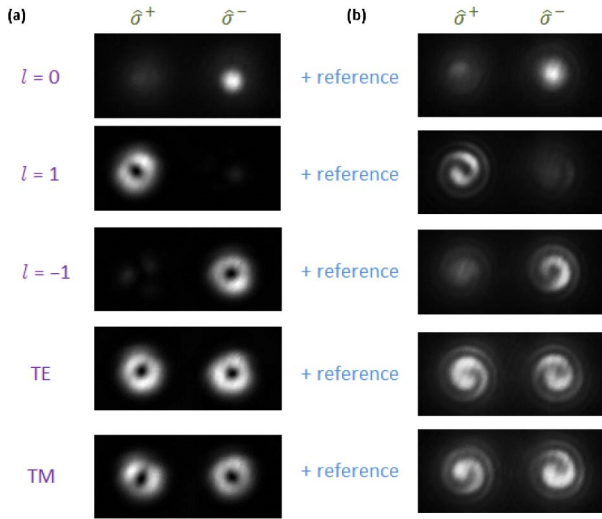 (a) σ̂⁺ σ̂⁻ (b) σ̂⁺ σ̂⁻
l = 0 + reference
l = 1 + reference
l = −1 + reference
TE + reference
TM + reference